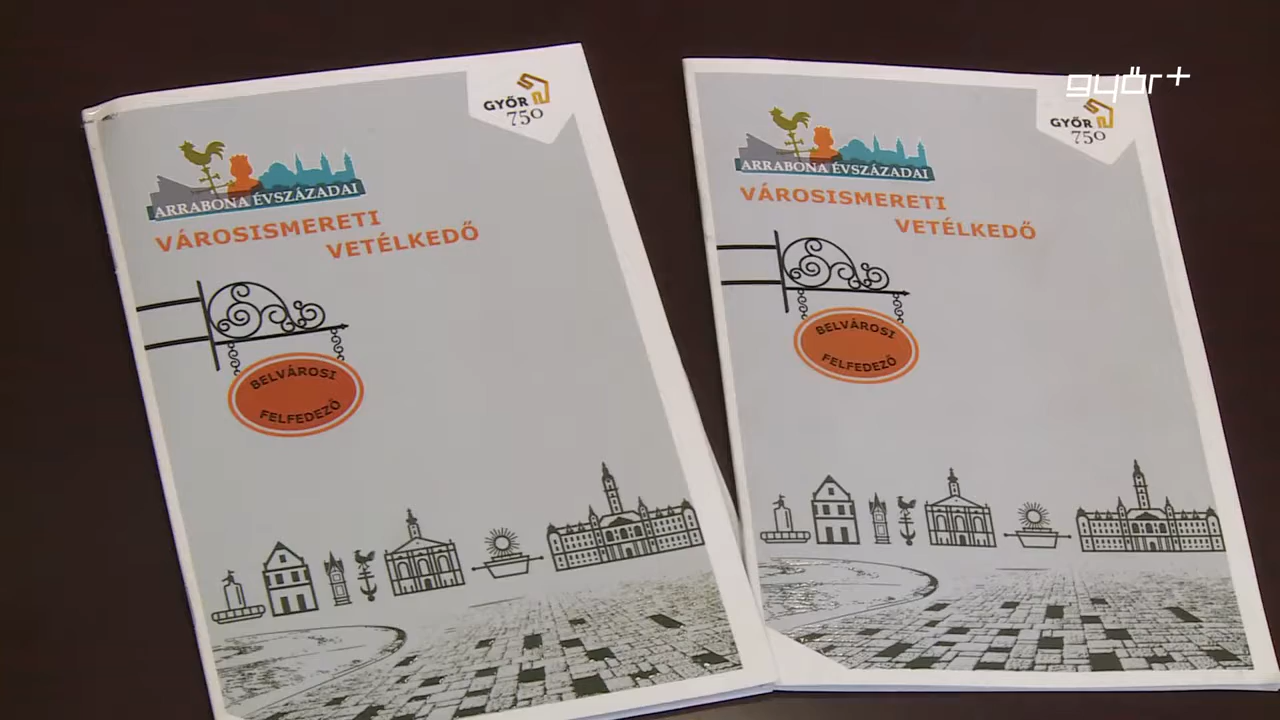 GYŐR
750
ARRABONA ÉVSZÁZADAI
VÁROSISMERETI
VETÉLKEDŐ
BELVÁROSI
FELFEDEZŐ
győr+
GYŐR
750
ARRABONA ÉVSZÁZADAI
VÁROSISMERETI
VETÉLKEDŐ
BELVÁROSI
FELFEDEZŐ